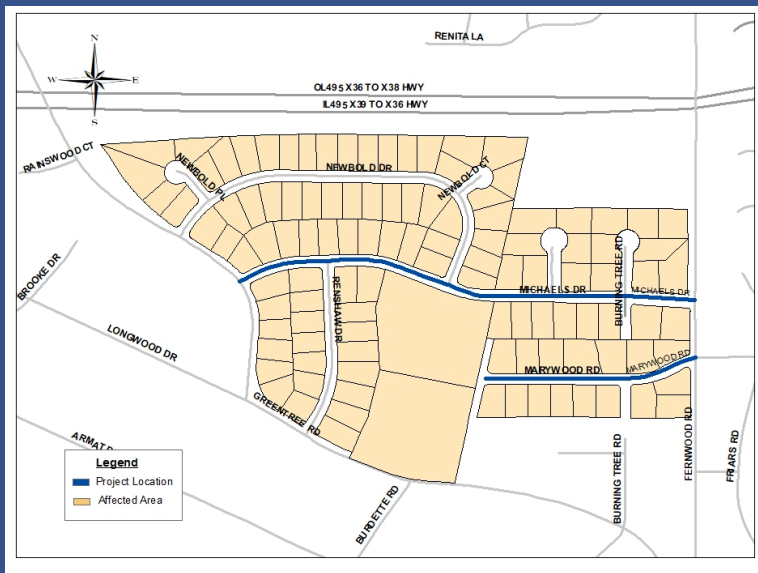 RENITA LA
N
W
E
S
OL495 X36 TO X38 HWY
IL495 X39 TO X36 HWY
RAINSWOOD CT
NEWBOLD PL
NEWBOLD DR
NEWBOLD CT
BROOKE DR
RENSHAW DR
MICHAELS DR
BURNING TREE RD
MICHAELS DR
LONGWOOD DR
MARYWOOD RD
MARYWOOD RD
GREENTREE RD
BURNING TREE RD
FERNWOOD RD
FRIARS RD
BURDETTE RD
Legend
Project Location
Affected Area